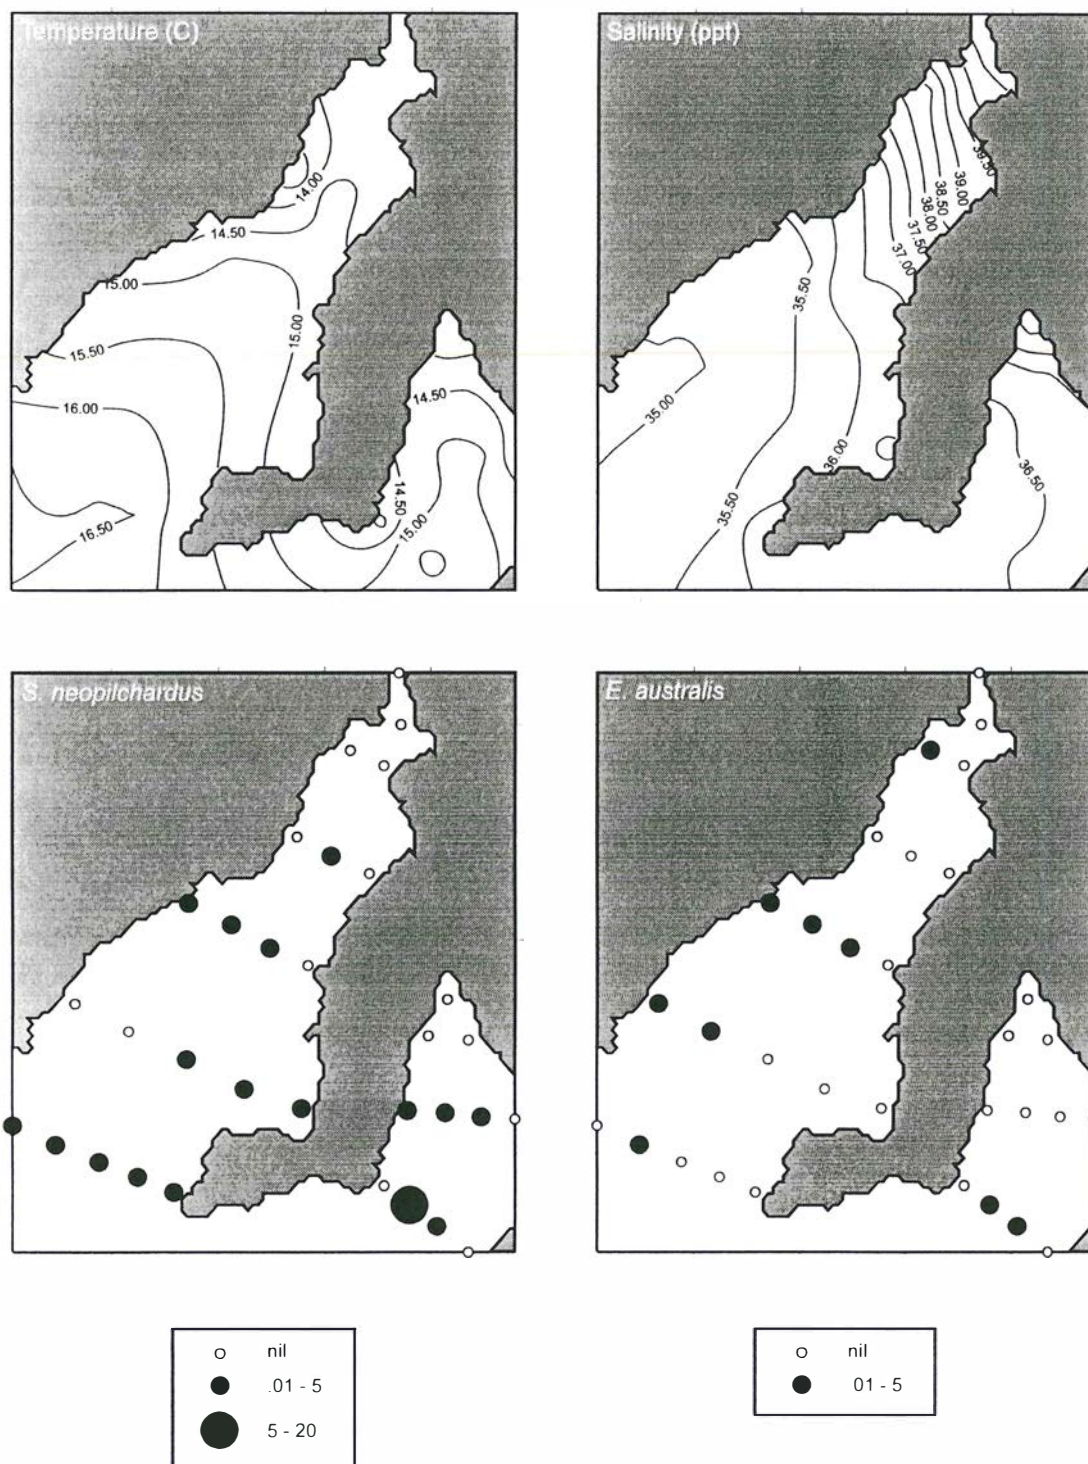 Temperature (C)
14.00
14.50
15.00
15.00
15.50
16.00
16.50
14.50
14.50
15.00
Salinity (ppt)
39.50
39.00
38.50
38.00
37.50
37.00
35.50
35.00
36.00
35.50
36.50
S. neopilchardus
E. australis
nil
.01 - 5
5 - 20
nil
01 - 5